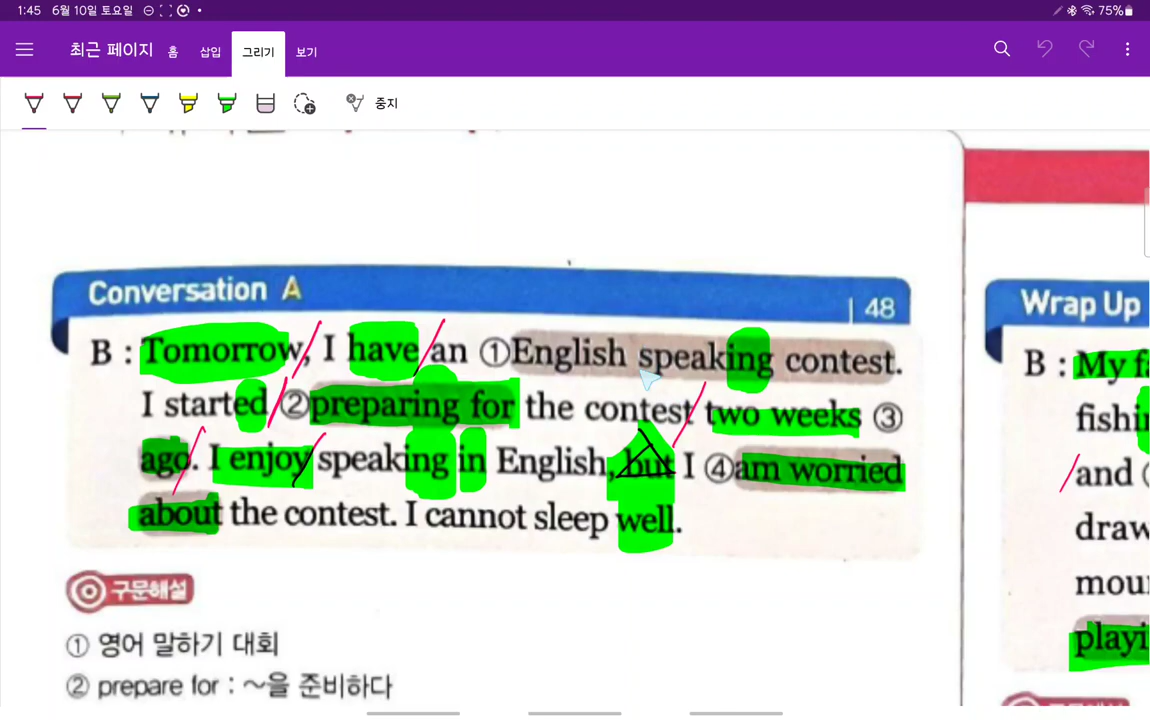 1:45 6월 10일 토요일 75%
최근 페이지 홈 삽입 그리기 보기
중지
Conversation A | 48
B : Tomorrow, I have an ①English speaking contest.
I started ②preparing for the contest two weeks ③
ago. I enjoy speaking in English, but I ④am worried
about the contest. I cannot sleep well.
구문해설
① 영어 말하기 대회
② prepare for : ~을 준비하다
Wrap Up
B : My
and